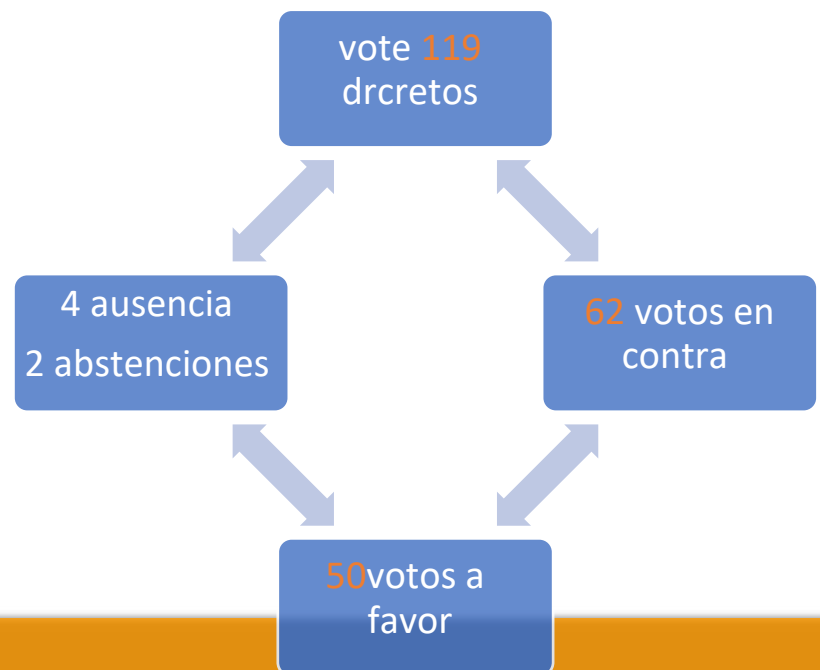 vote 119
drcretos
4 ausencia
2 abstenciones
62 votos en
contra
50votos a
favor